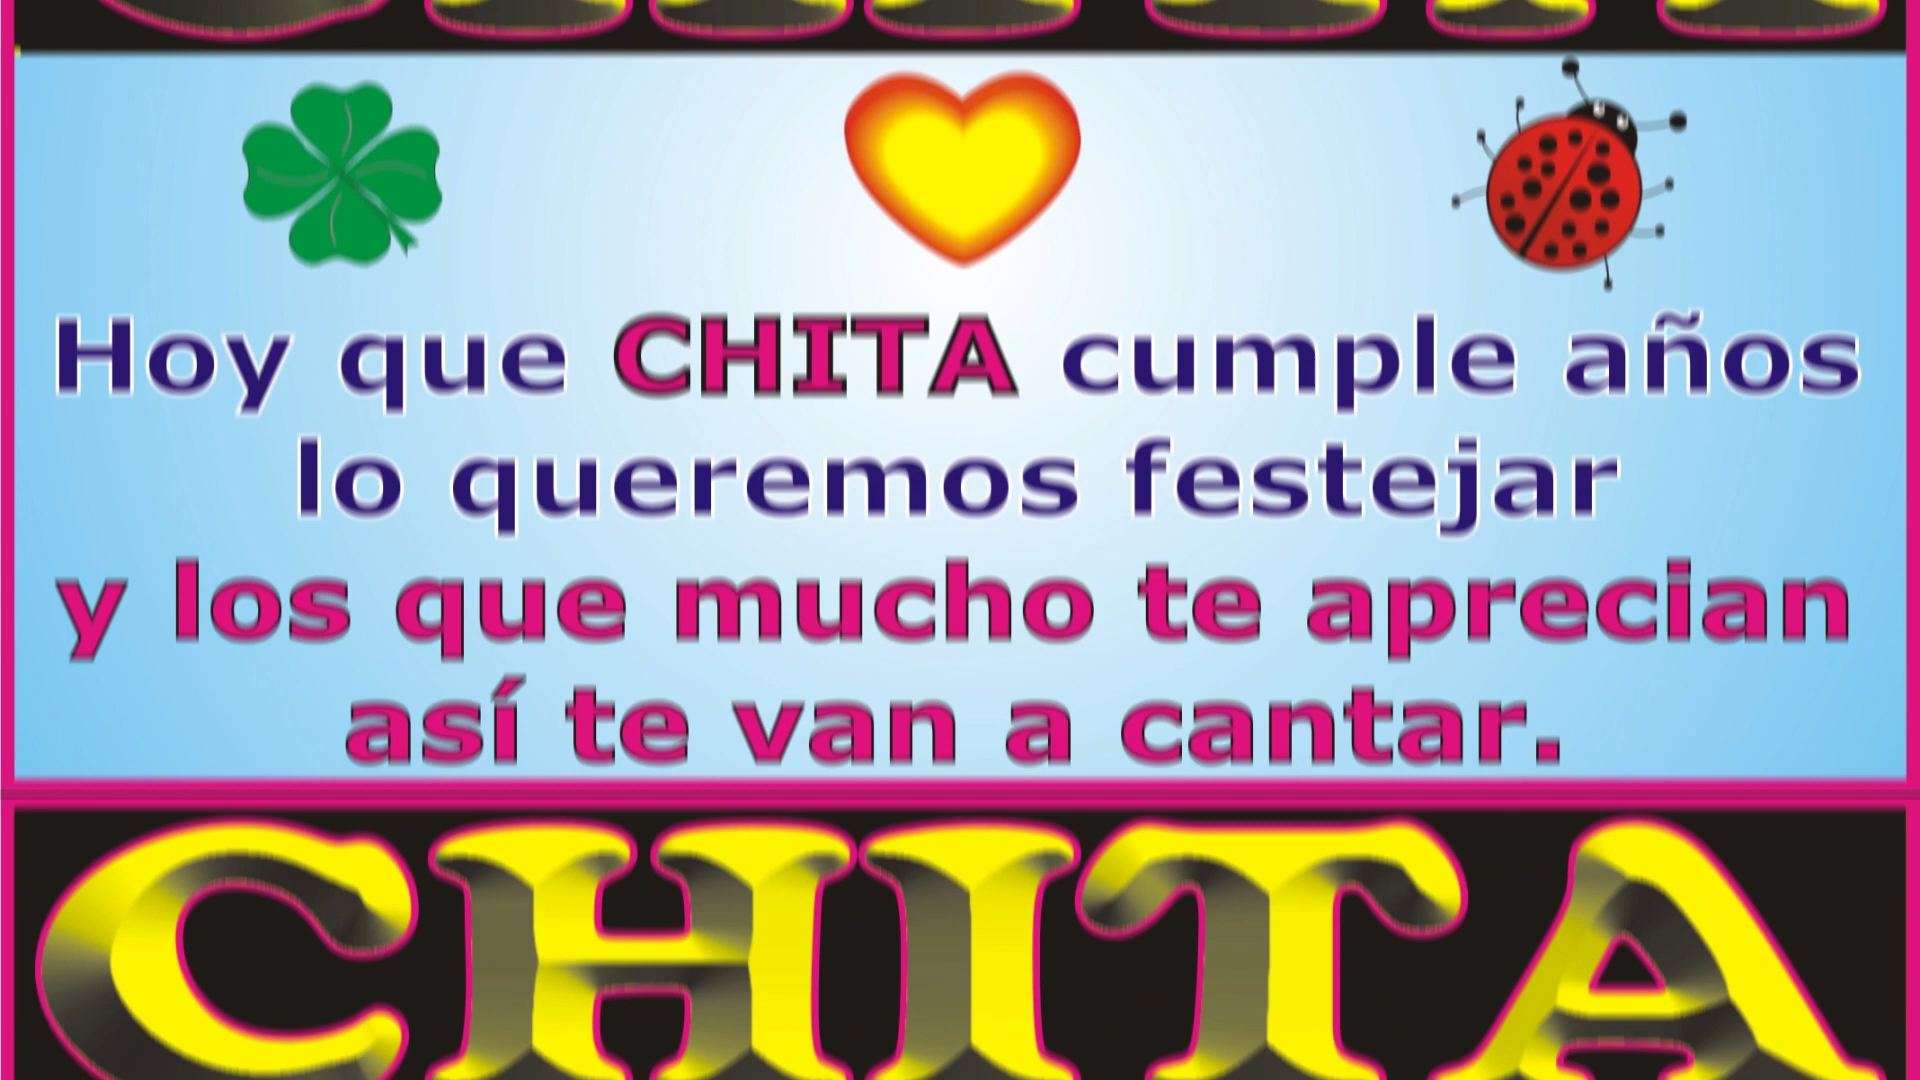 Hoy que CHITA cumple años
lo queremos festejar
y los que mucho te aprecian
así te van a cantar.
CHITA